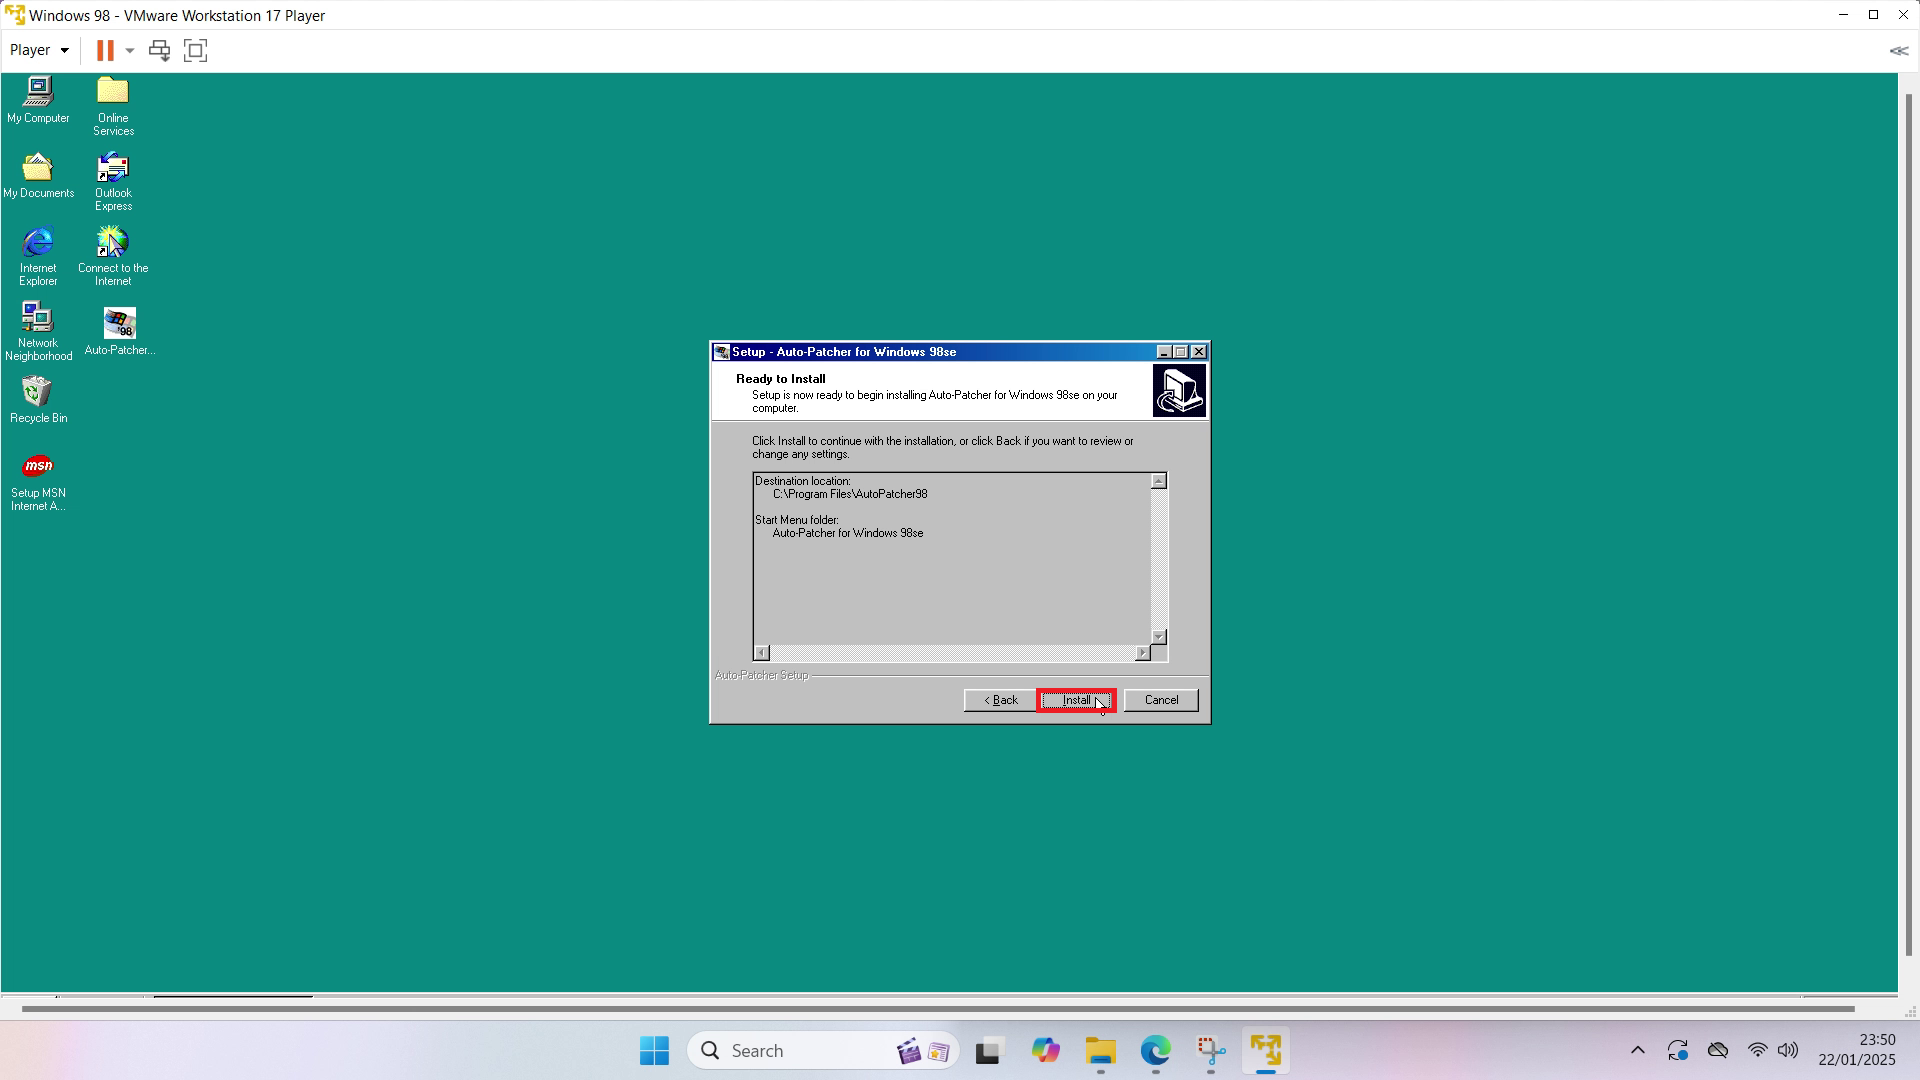 Windows 98 - VMware Workstation 17 Player
Player
My Computer
Online
Services
My Documents
Outlook
Express
Internet
Explorer
Connect to the
Internet
Network
Neighborhood
'98
Auto-Patcher...
Recycle Bin
msn
Setup MSN
Internet A...
Setup - Auto-Patcher for Windows 98se
Ready to Install
Setup is now ready to begin installing Auto-Patcher for Windows 98se on your
computer.
Click Install to continue with the installation, or click Back if you want to review or
change any settings.
Destination location:
C:\Program Files\AutoPatcher98
Start Menu folder:
Auto-Patcher for Windows 98se
Auto-Patcher Setup
< Back
Install
Cancel
Search
23:50
22/01/2025